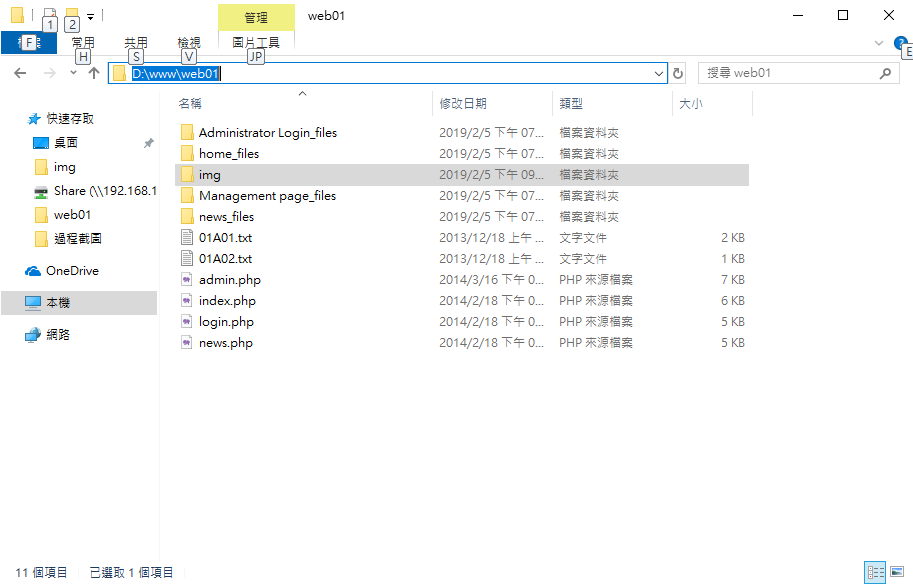 管理 web01
1 2
F 常用 共用 檢視 圖片工具
H S V JP E
D:\www\web01 搜尋 web01
名稱 修改日期 類型 大小
快速存取
桌面
img
Share (\\192.168.1
web01
過程截圖
OneDrive
本機
網路
Administrator Login_files 2019/2/5 下午 07... 檔案資料夾
home_files 2019/2/5 下午 07... 檔案資料夾
img 2019/2/5 下午 09... 檔案資料夾
Management page_files 2019/2/5 下午 07... 檔案資料夾
news_files 2019/2/5 下午 07... 檔案資料夾
01A01.txt 2013/12/18 上午 ... 文字文件 2 KB
01A02.txt 2013/12/18 上午 ... 文字文件 1 KB
admin.php 2014/3/16 下午 0... PHP 來源檔案 7 KB
index.php 2014/2/18 下午 0... PHP 來源檔案 6 KB
login.php 2014/2/18 下午 0... PHP 來源檔案 5 KB
news.php 2014/2/18 下午 0... PHP 來源檔案 5 KB
11 個項目 已選取 1 個項目